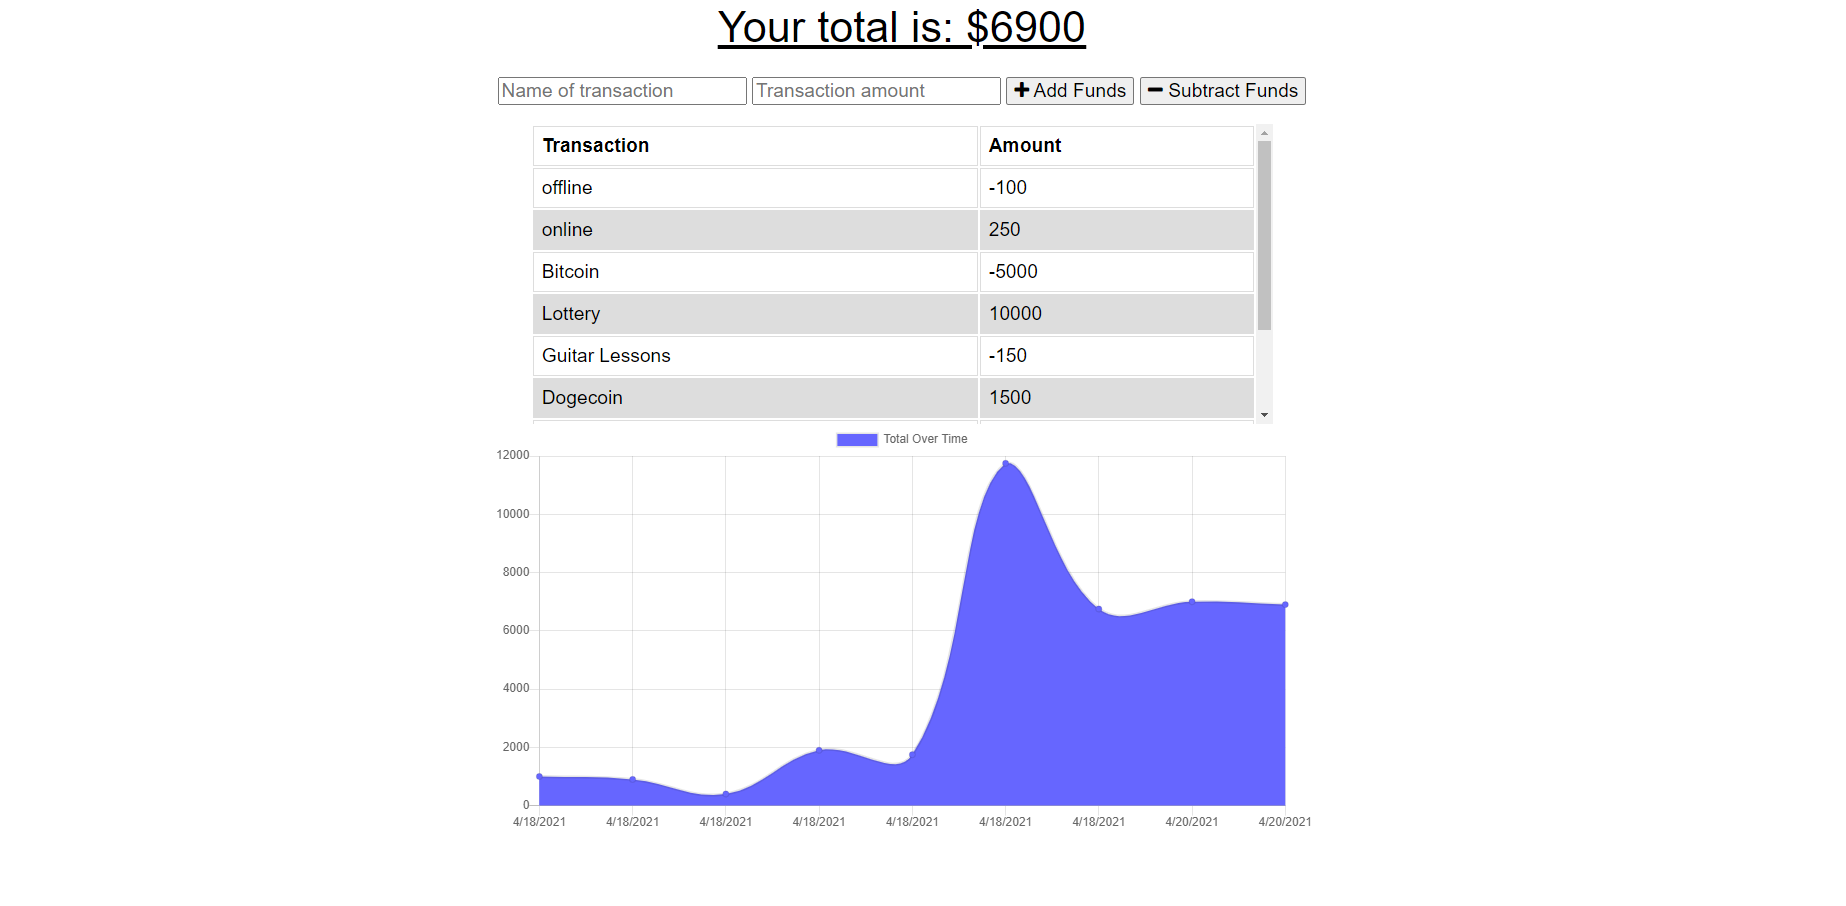 Your total is: $6900
Name of transaction Transaction amount Add Funds Subtract Funds
Transaction Amount
offline -100
online 250
Bitcoin -5000
Lottery 10000
Guitar Lessons -150
Dogecoin 1500
Total Over Time
12000
10000
8000
6000
4000
2000
0
4/18/2021 4/18/2021 4/18/2021 4/18/2021 4/18/2021 4/18/2021 4/18/2021 4/20/2021 4/20/2021